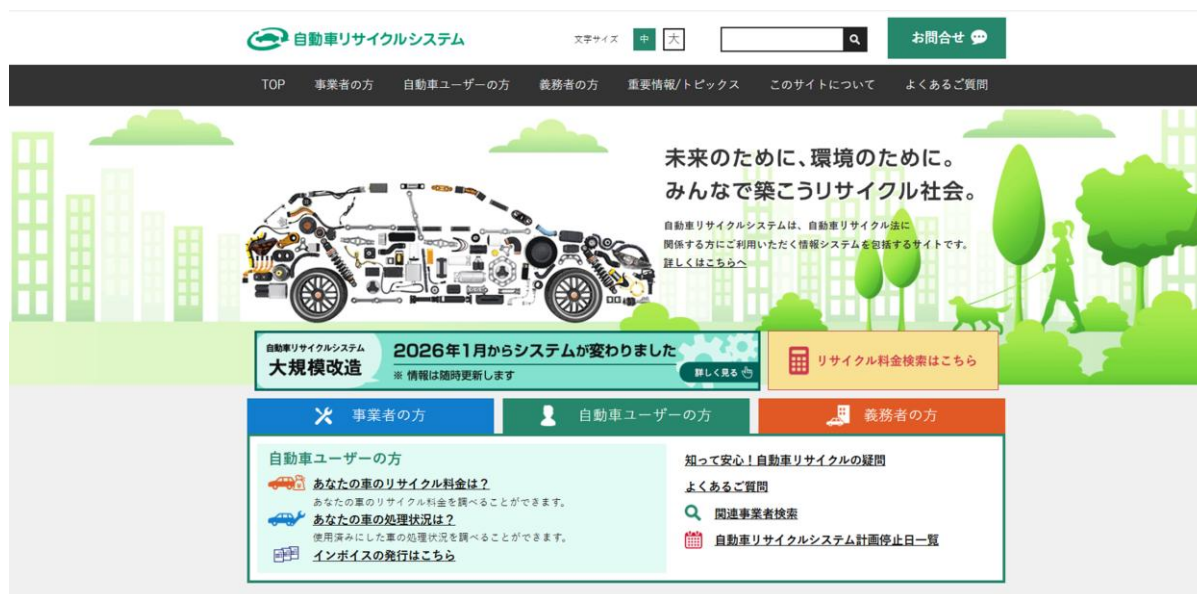 自動車リサイクルシステム
文字サイズ 中 大
お問合せ
TOP 事業者の方 自動車ユーザーの方 義務者の方 重要情報/トピックス このサイトについて よくあるご質問
未来のために、環境のために。
みんなで築こうリサイクル社会。
自動車リサイクルシステムは、自動車リサイクル法に
関係する方にご利用いただく情報システムを包括するサイトです。
詳しくはこちらへ
自動車リサイクルシステム
大規模改造
2026年1月からシステムが変わりました
※ 情報は随時更新します
詳しく見る
リサイクル料金検索はこちら
事業者の方 自動車ユーザーの方 義務者の方
自動車ユーザーの方
あなたの車のリサイクル料金は?
あなたの車のリサイクル料金を調べることができます。
あなたの車の処理状況は?
使用済みにした車の処理状況を調べることができます。
インボイスの発行はこちら
知って安心!自動車リサイクルの疑問
よくあるご質問
関連事業者検索
自動車リサイクルシステム計画停止日一覧